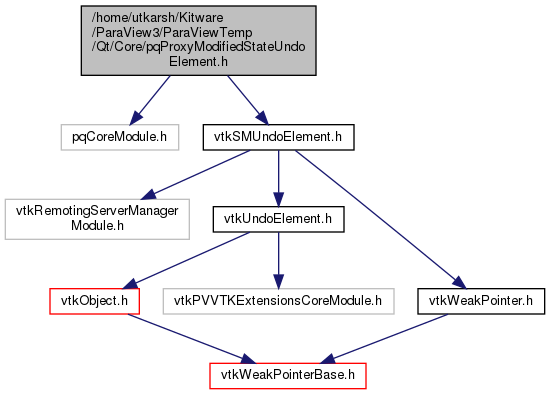 /home/utkarsh/Kitware
/ParaView3/ParaViewTemp
/Qt/Core/pqProxyModifiedStateUndo
Element.h
pqCoreModule.h
vtkSMUndoElement.h
vtkRemotingServerManager
Module.h
vtkUndoElement.h
vtkObject.h
vtkPVVTKExtensionsCoreModule.h
vtkWeakPointer.h
vtkWeakPointerBase.h